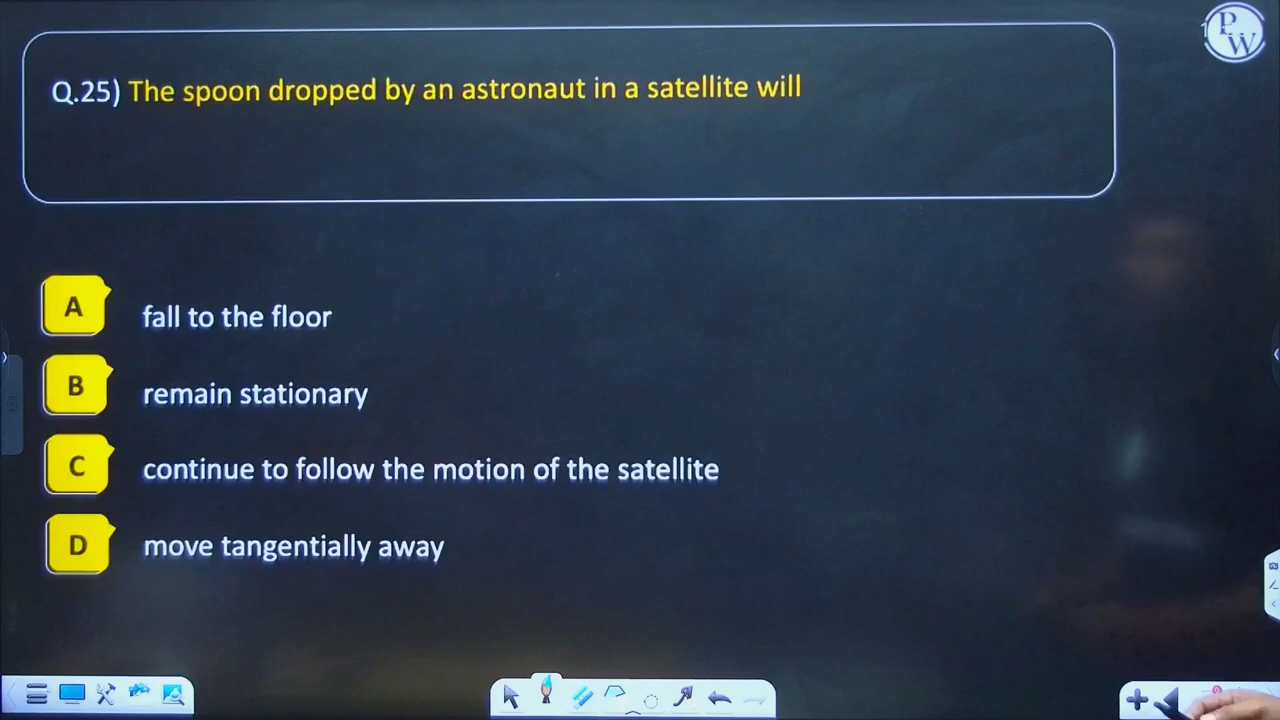 PW
Q.25) The spoon dropped by an astronaut in a satellite will
A fall to the floor
B remain stationary
C continue to follow the motion of the satellite
D move tangentially away